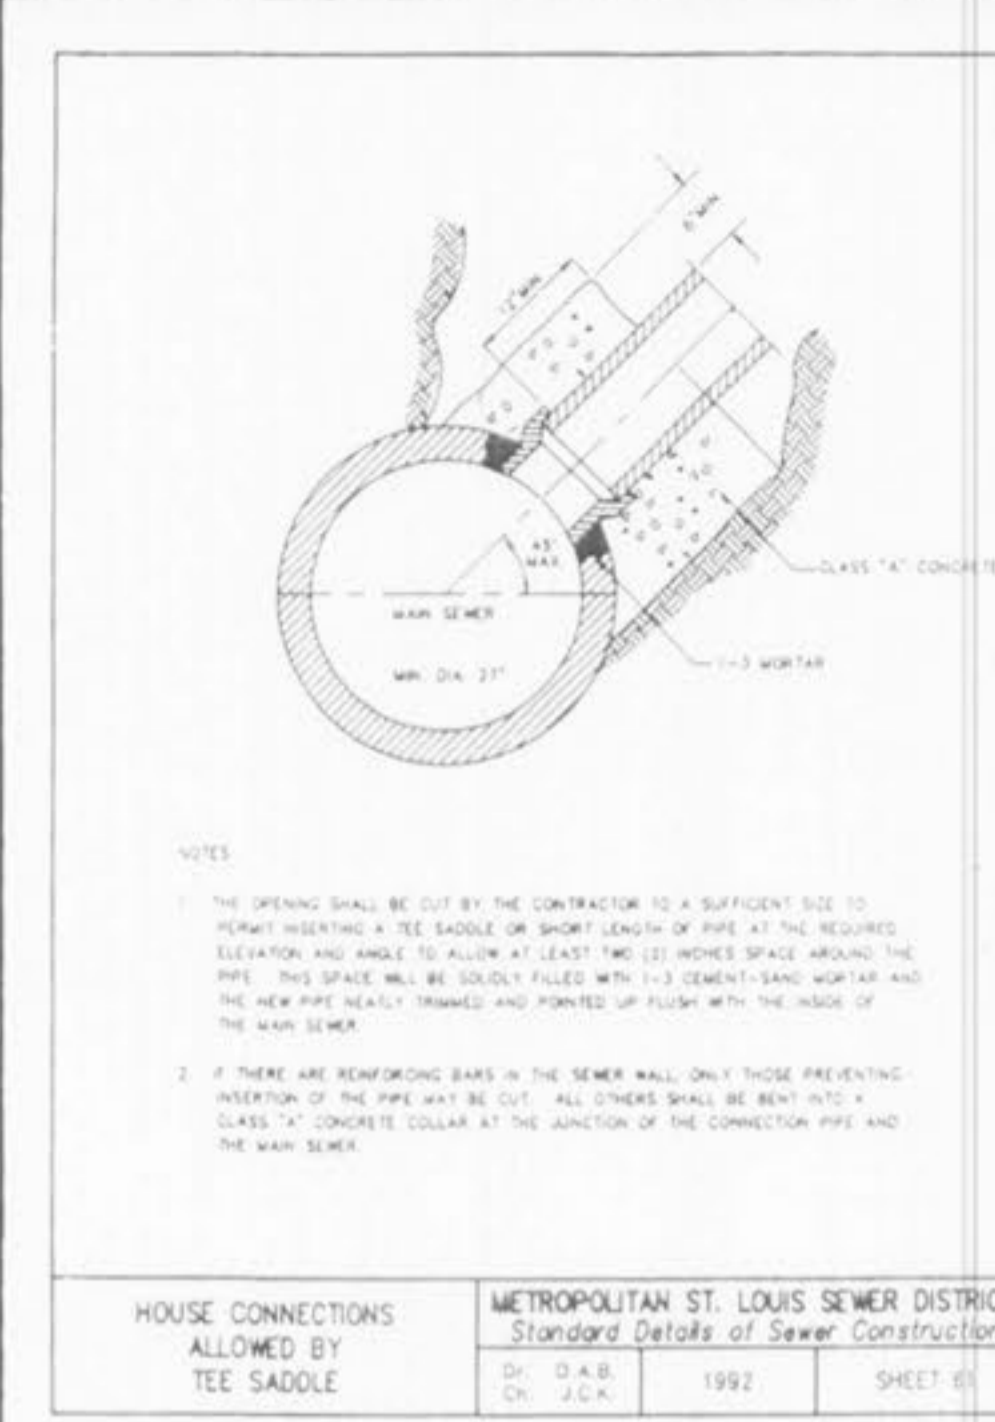 6" MIN
12" MIN
45°
MAX
MAIN SEWER
MIN. DIA. 27"
CLASS "A" CONCRETE
1-3 MORTAR
NOTES
1 THE OPENING SHALL BE CUT BY THE CONTRACTOR TO A SUFFICIENT SIZE TO
PERMIT INSERTING A TEE SADDLE OR SHORT LENGTH OF PIPE AT THE REQUIRED
ELEVATION AND ANGLE TO ALLOW AT LEAST TWO (2) INCHES SPACE AROUND THE
PIPE. THIS SPACE WILL BE SOLIDLY FILLED WITH 1-3 CEMENT-SAND MORTAR AND
THE NEW PIPE NEATLY TRIMMED AND POINTED UP FLUSH WITH THE INSIDE OF
THE MAIN SEWER.
2. IF THERE ARE REINFORCING BARS IN THE SEWER WALL, ONLY THOSE PREVENTING
INSERTION OF THE PIPE MAY BE CUT. ALL OTHERS SHALL BE BENT INTO A
CLASS "A" CONCRETE COLLAR AT THE JUNCTION OF THE CONNECTION PIPE AND
THE MAIN SEWER.
HOUSE CONNECTIONS
ALLOWED BY
TEE SADDLE
METROPOLITAN ST. LOUIS SEWER DISTRIC
Standard Details of Sewer Construction
Dr. D.A.B.
Ch. J.C.K.
1992
SHEET